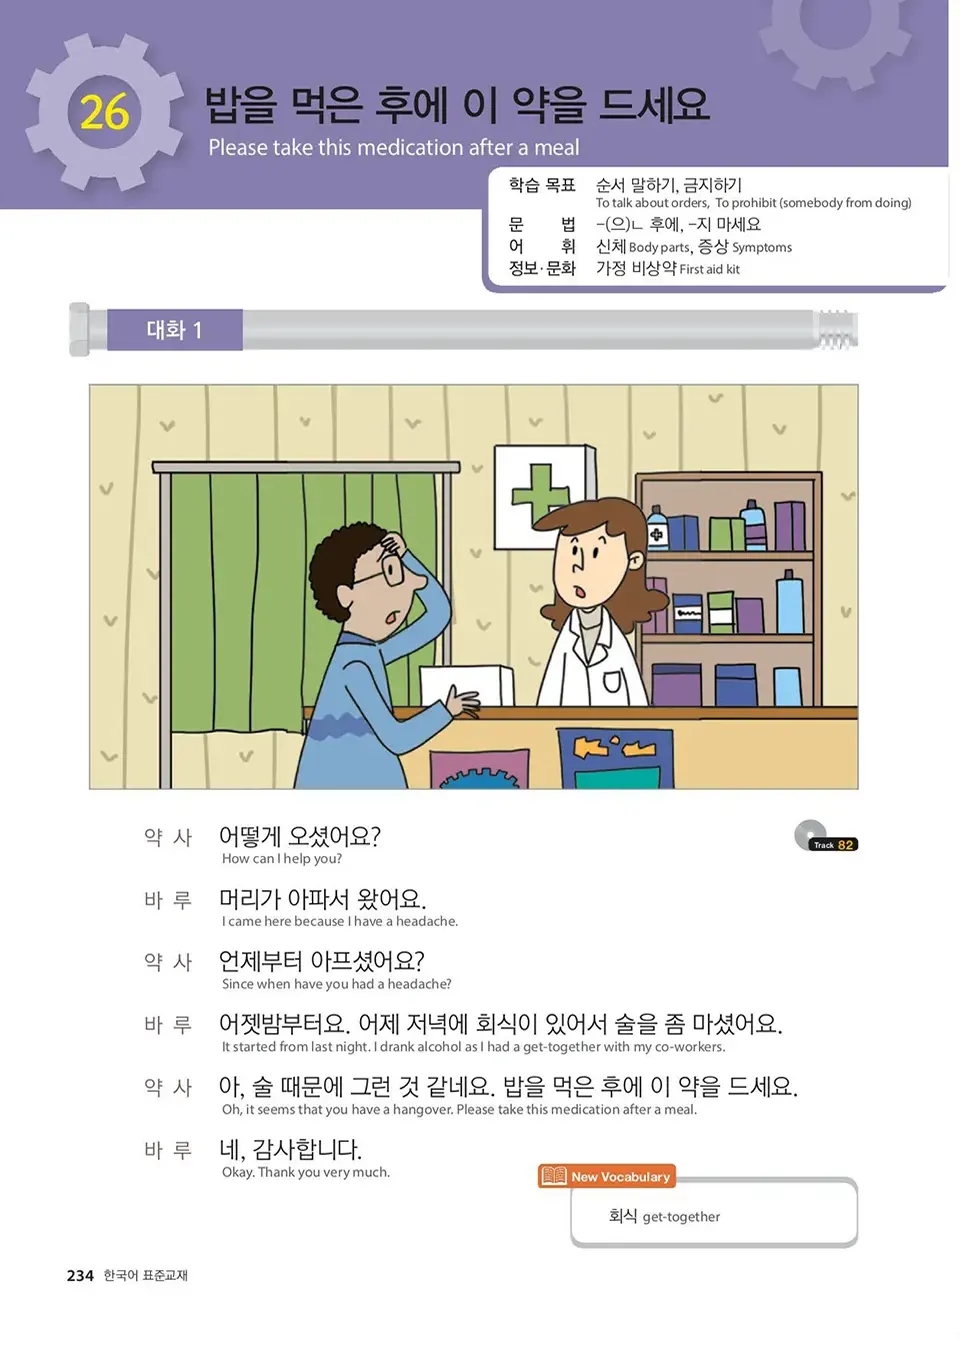 26
밥을 먹은 후에 이 약을 드세요
Please take this medication after a meal
학습 목표 순서 말하기, 금지하기
To talk about orders, To prohibit (somebody from doing)
문 법 -(으)ㄴ 후에, -지 마세요
어 휘 신체 Body parts, 증상 Symptoms
정보·문화 가정 비상약 First aid kit
대화 1
약 사 어떻게 오셨어요?
How can I help you?
Track 82
바 루 머리가 아파서 왔어요.
I came here because I have a headache.
약 사 언제부터 아프셨어요?
Since when have you had a headache?
바 루 어젯밤부터요. 어제 저녁에 회식이 있어서 술을 좀 마셨어요.
It started from last night. I drank alcohol as I had a get-together with my co-workers.
약 사 아, 술 때문에 그런 것 같네요. 밥을 먹은 후에 이 약을 드세요.
Oh, it seems that you have a hangover. Please take this medication after a meal.
바 루 네, 감사합니다.
Okay. Thank you very much.
New Vocabulary
회식 get-together
234 한국어 표준교재